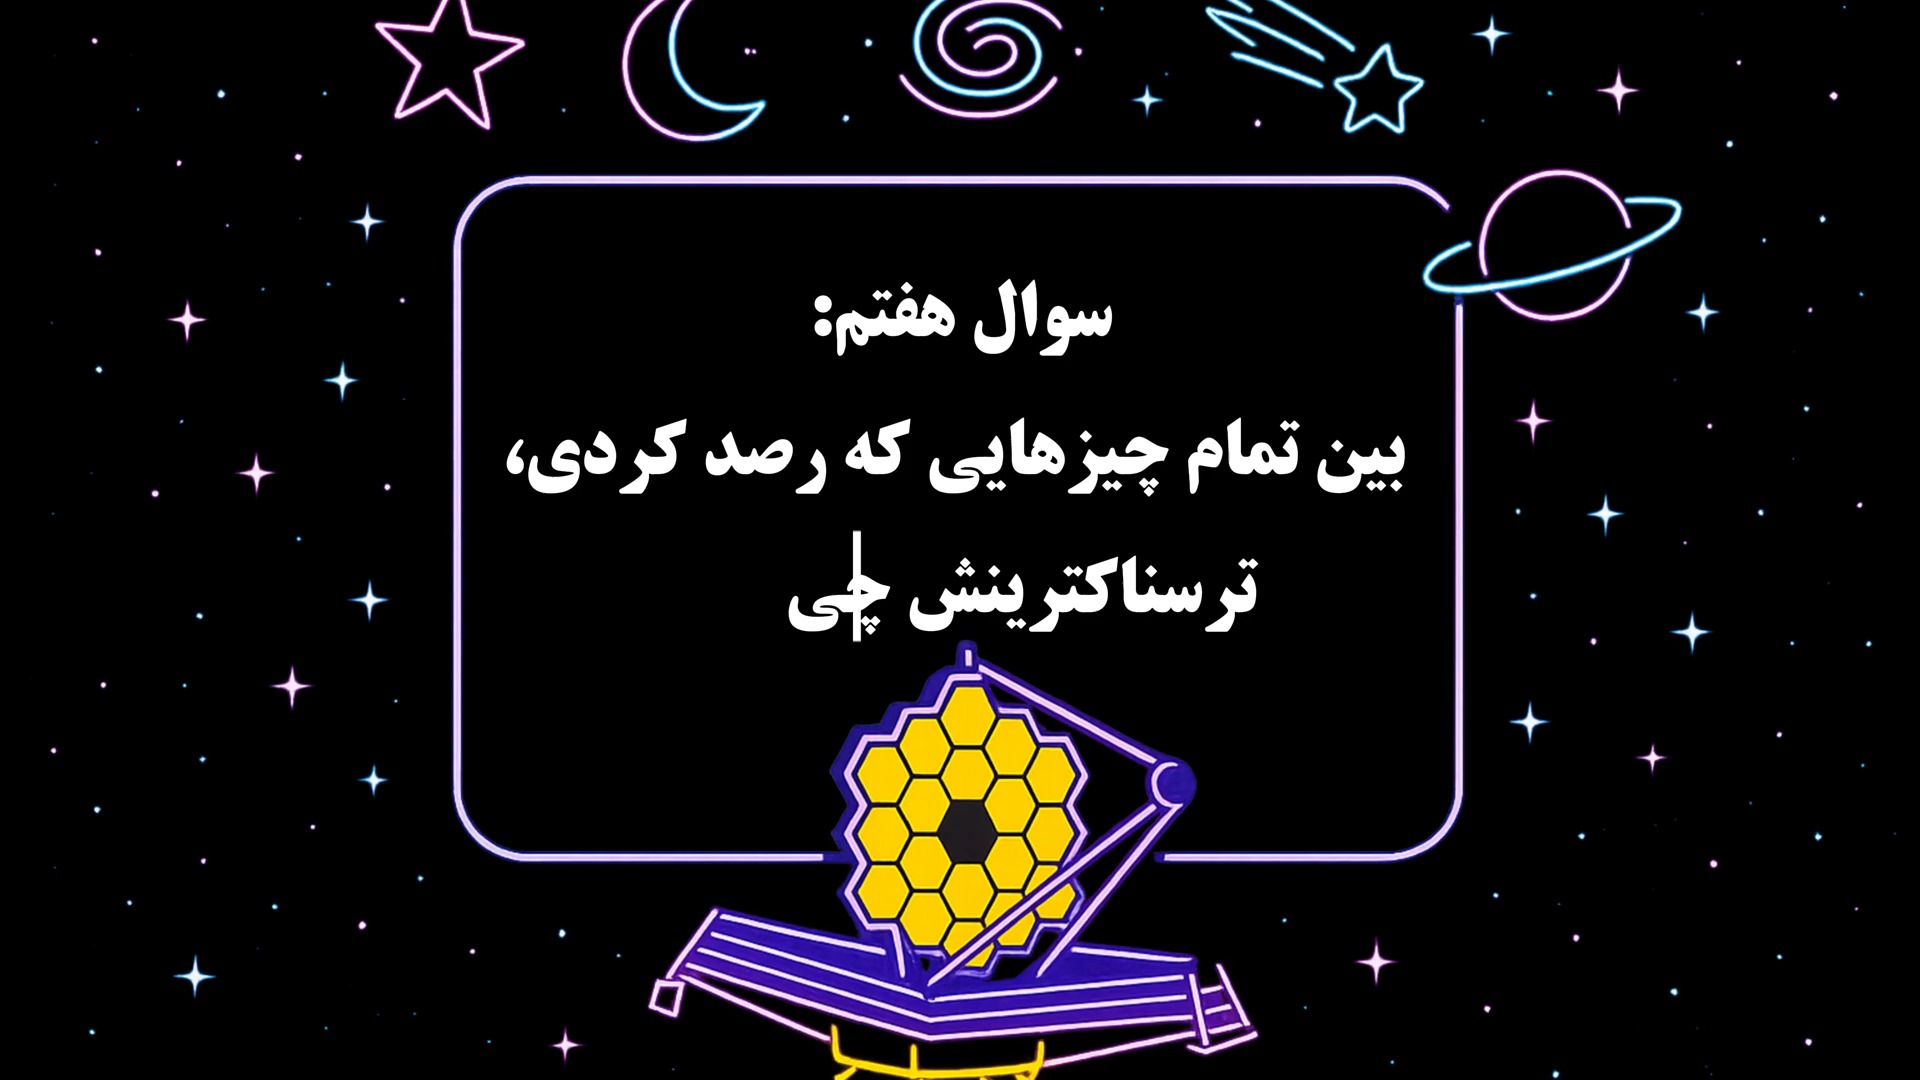 سوال هفتم:
بین تمام چیزهایی که رصد کردی،
ترسناکترینش چی